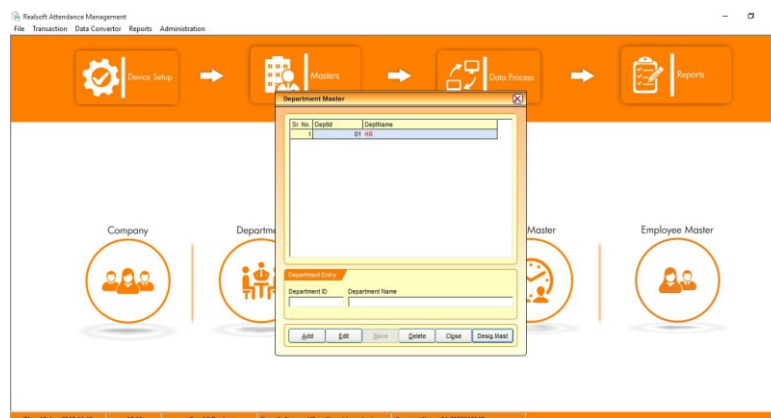 Realsoft Attendance Management
File Transaction Data Convertor Reports Administration
Device Setup
Masters
Data Process
Reports
Department Master
Sr. No. DeptId DeptName
1 01 HR
Company
Departme
Master
Employee Master
Department Entry
Department ID Department Name
Add Edit Save Delete Close Desig.Mast